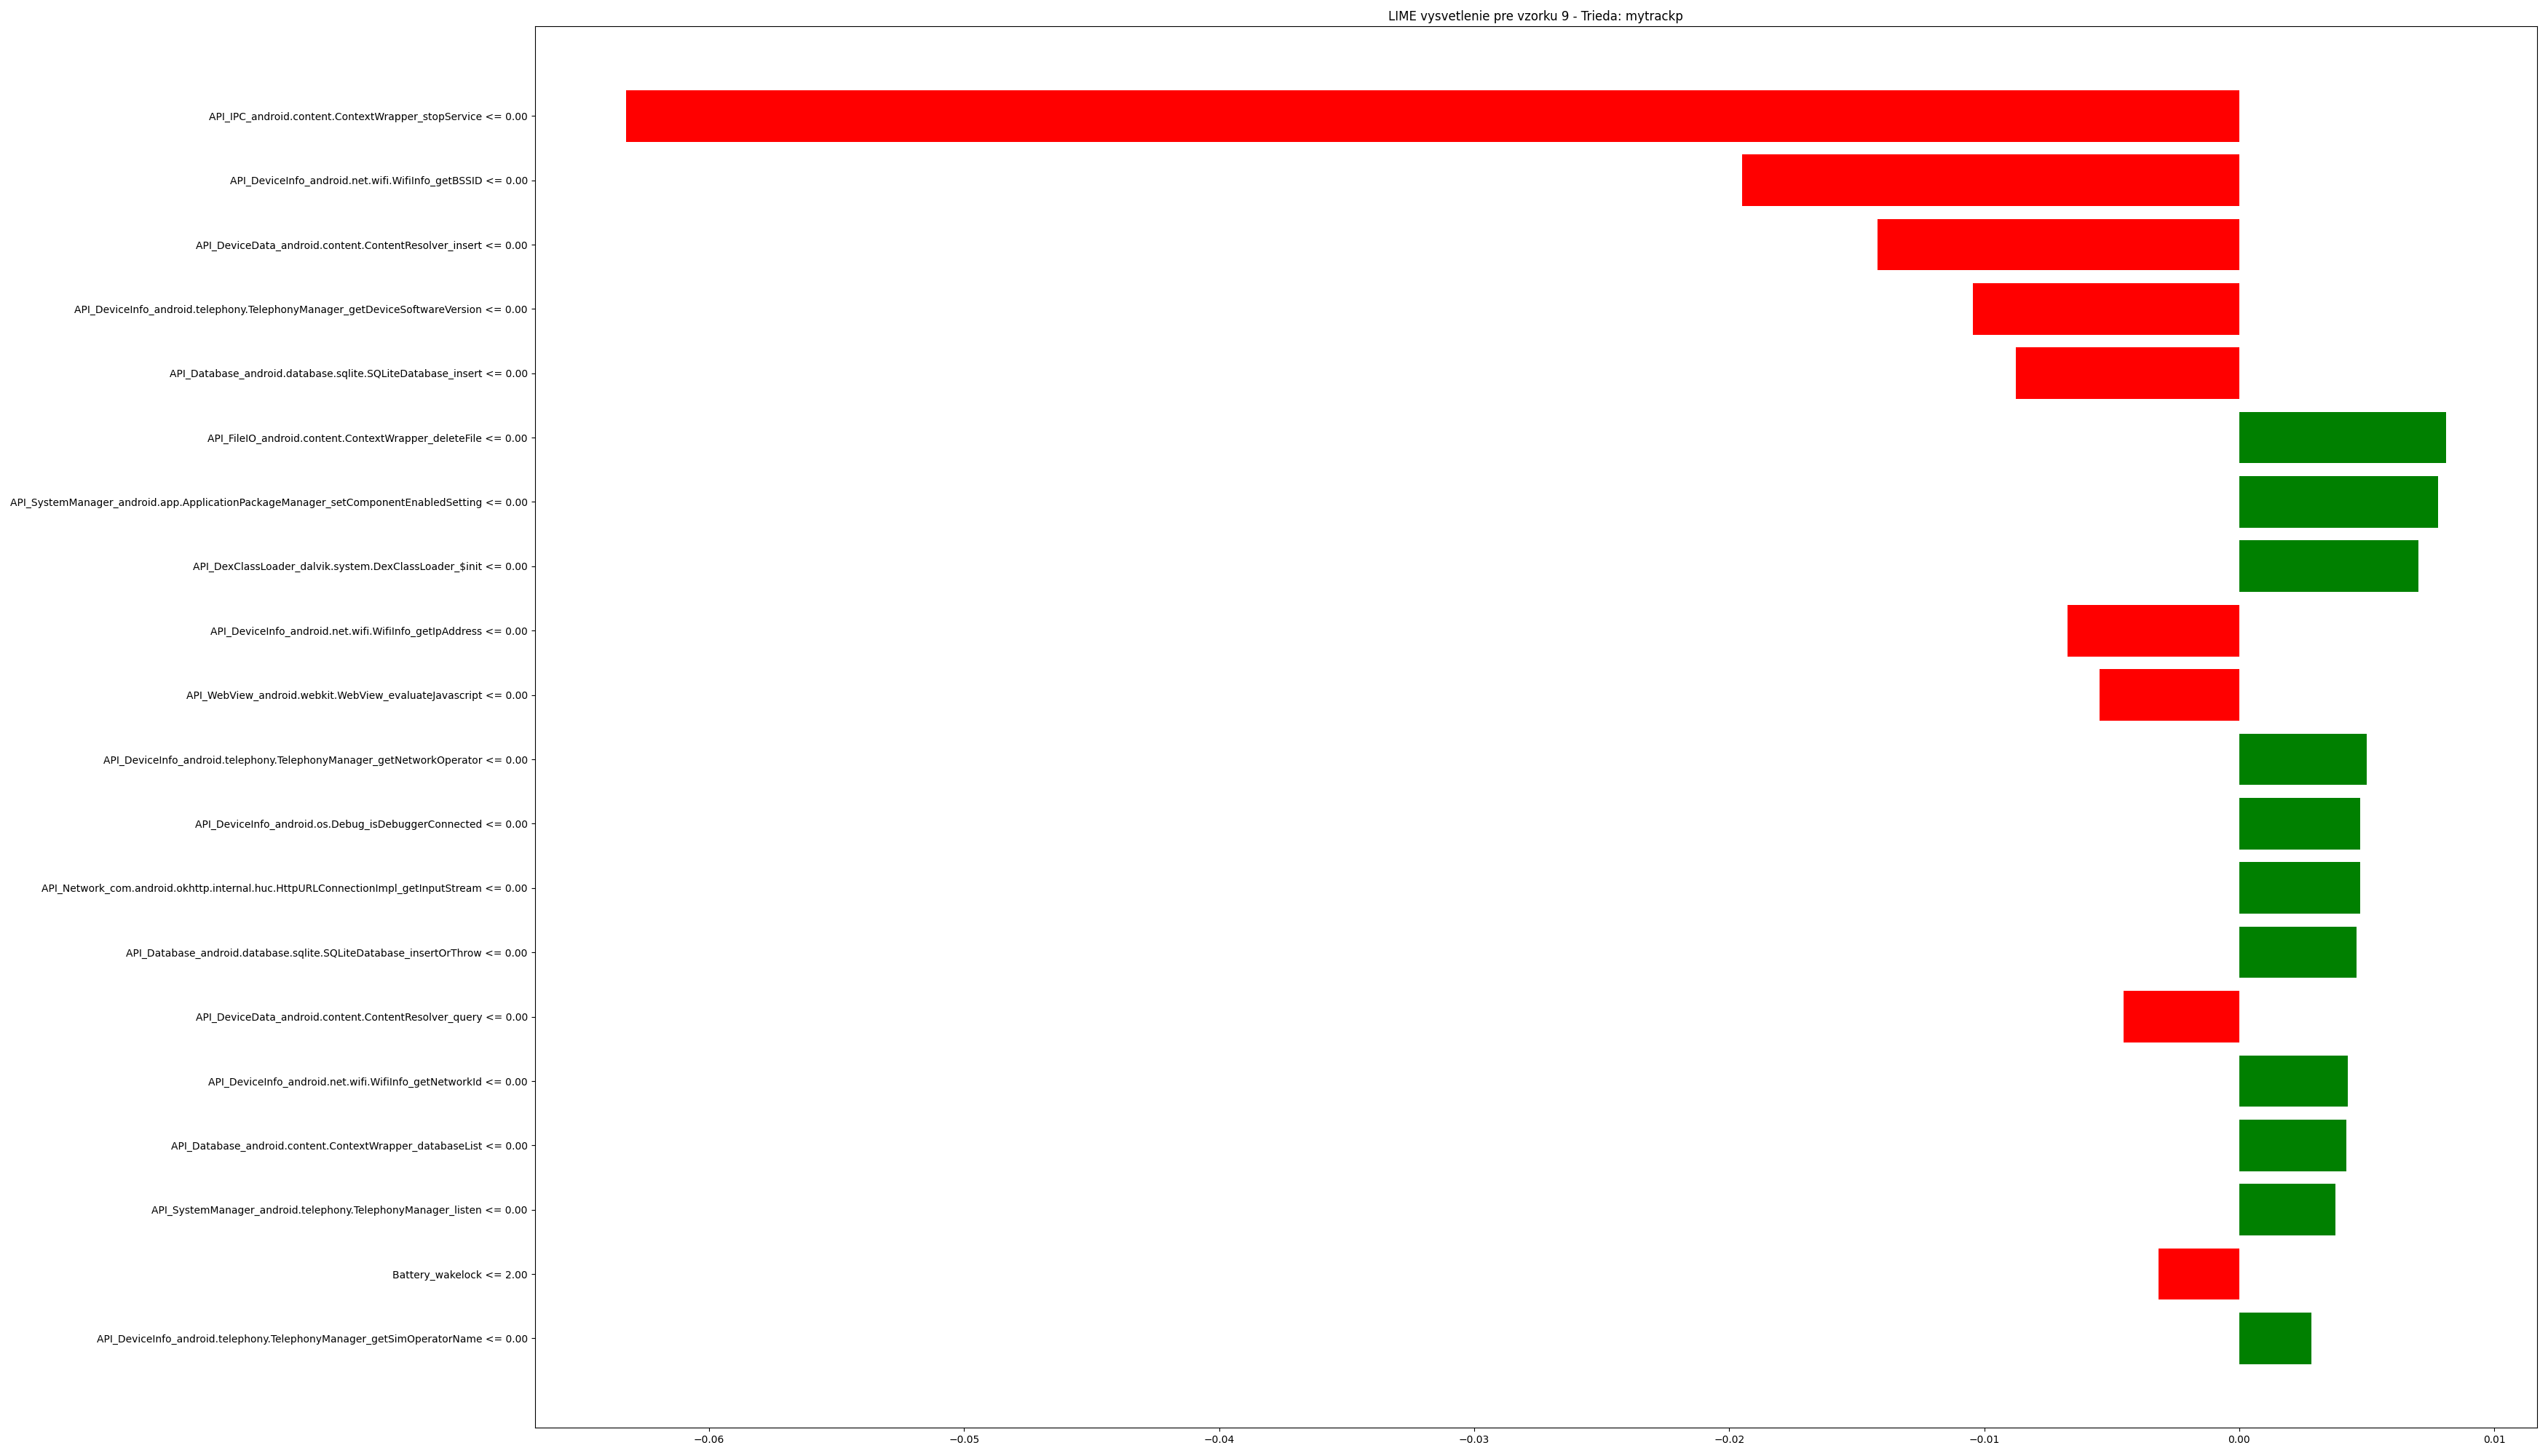 LIME vysvetlenie pre vzorku 9 - Trieda: mytrackp
API_IPC_android.content.ContextWrapper_stopService <= 0.00
API_DeviceInfo_android.net.wifi.WifiInfo_getBSSID <= 0.00
API_DeviceData_android.content.ContentResolver_insert <= 0.00
API_DeviceInfo_android.telephony.TelephonyManager_getDeviceSoftwareVersion <= 0.00
API_Database_android.database.sqlite.SQLiteDatabase_insert <= 0.00
API_FileIO_android.content.ContextWrapper_deleteFile <= 0.00
API_SystemManager_android.app.ApplicationPackageManager_setComponentEnabledSetting <= 0.00
API_DexClassLoader_dalvik.system.DexClassLoader_$init <= 0.00
API_DeviceInfo_android.net.wifi.WifiInfo_getIpAddress <= 0.00
API_WebView_android.webkit.WebView_evaluateJavascript <= 0.00
API_DeviceInfo_android.telephony.TelephonyManager_getNetworkOperator <= 0.00
API_DeviceInfo_android.os.Debug_isDebuggerConnected <= 0.00
API_Network_com.android.okhttp.internal.huc.HttpURLConnectionImpl_getInputStream <= 0.00
API_Database_android.database.sqlite.SQLiteDatabase_insertOrThrow <= 0.00
API_DeviceData_android.content.ContentResolver_query <= 0.00
API_DeviceInfo_android.net.wifi.WifiInfo_getNetworkId <= 0.00
API_Database_android.content.ContextWrapper_databaseList <= 0.00
API_SystemManager_android.telephony.TelephonyManager_listen <= 0.00
Battery_wakelock <= 2.00
API_DeviceInfo_android.telephony.TelephonyManager_getSimOperatorName <= 0.00
−0.06 −0.05 −0.04 −0.03 −0.02 −0.01 0.00 0.01